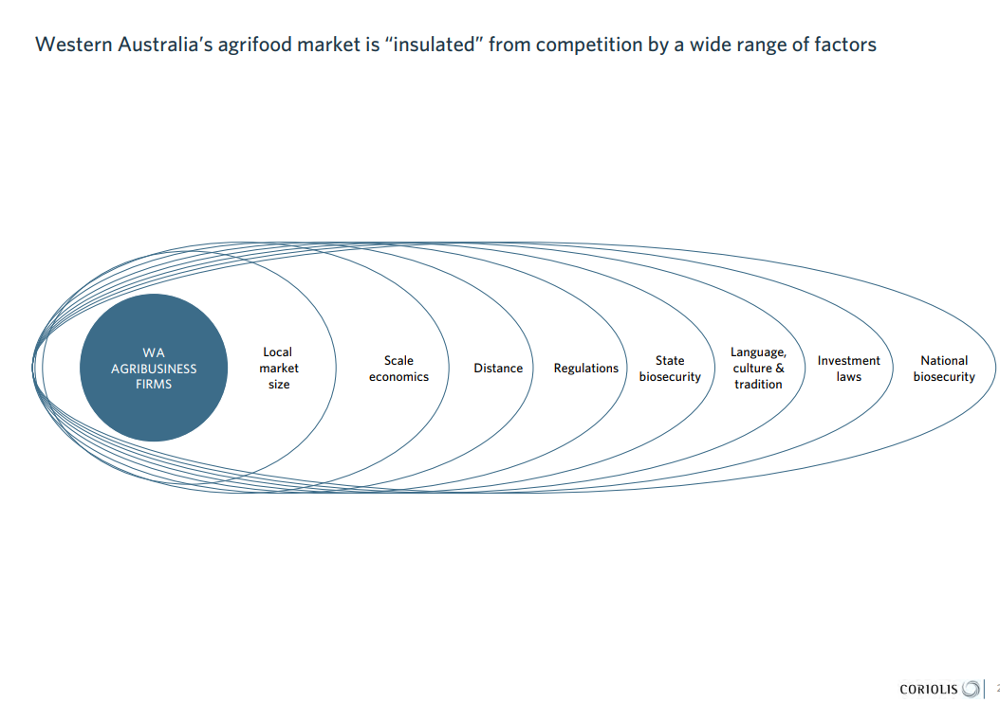 Western Australia’s agrifood market is “insulated” from competition by a wide range of factors
WA
AGRIBUSINESS
FIRMS
Local
market
size
Scale
economics
Distance
Regulations
State
biosecurity
Language,
culture &
tradition
Investment
laws
National
biosecurity
CORIOLIS